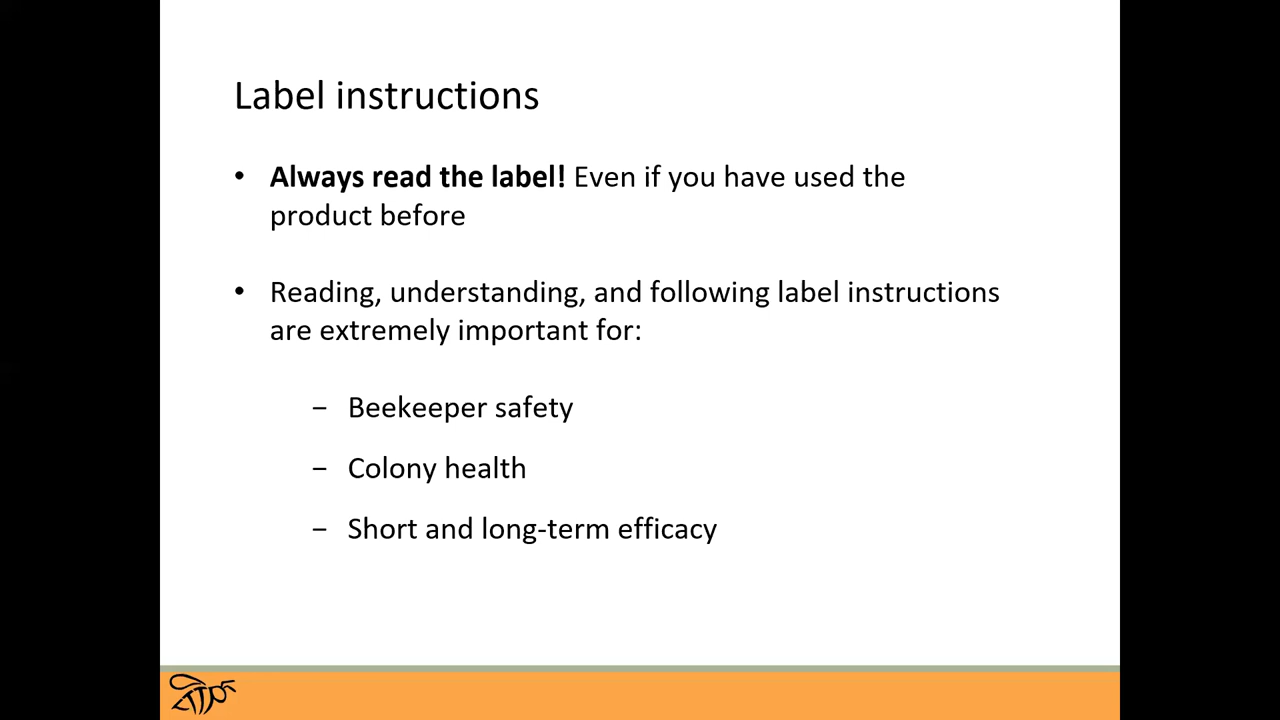 Label instructions
• Always read the label! Even if you have used the
product before
• Reading, understanding, and following label instructions
are extremely important for:
– Beekeeper safety
– Colony health
– Short and long-term efficacy